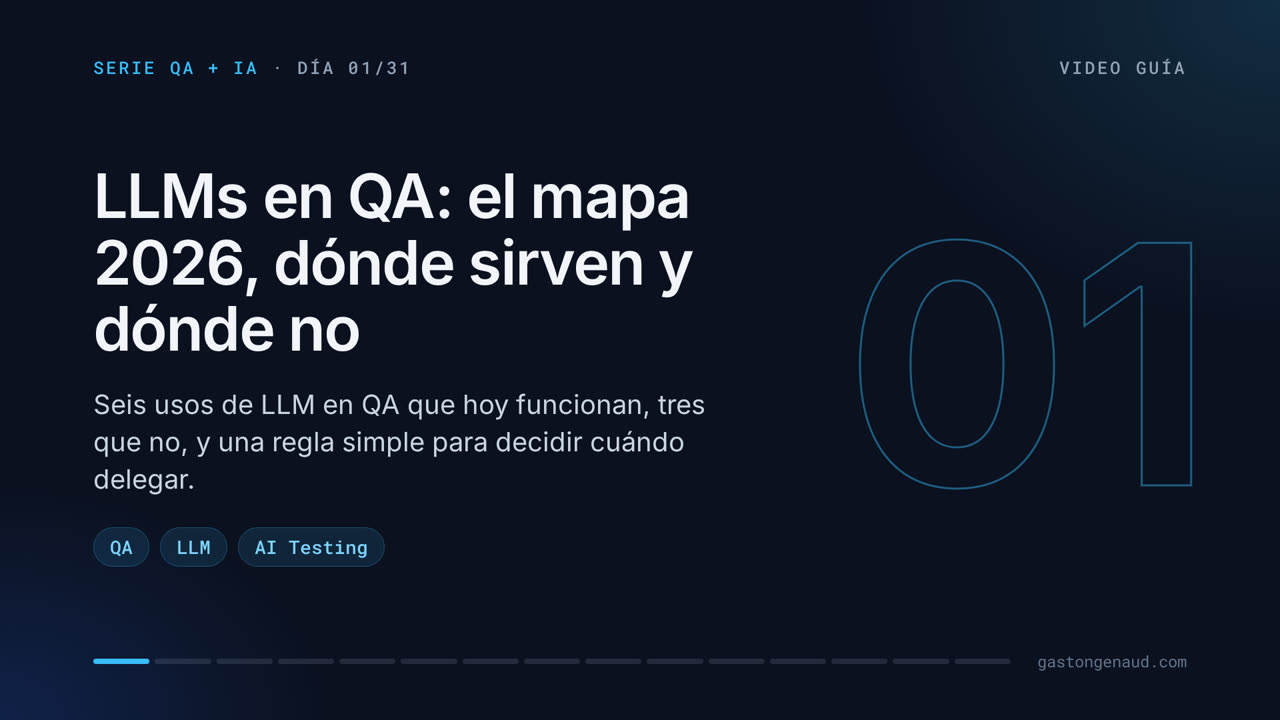 SERIE QA + IA · DÍA 01/31
VIDEO GUÍA
LLMs en QA: el mapa
2026, dónde sirven y
dónde no
01
Seis usos de LLM en QA que hoy funcionan, tres
que no, y una regla simple para decidir cuándo
delegar.
QA
LLM
AI Testing
gastongenaud.com